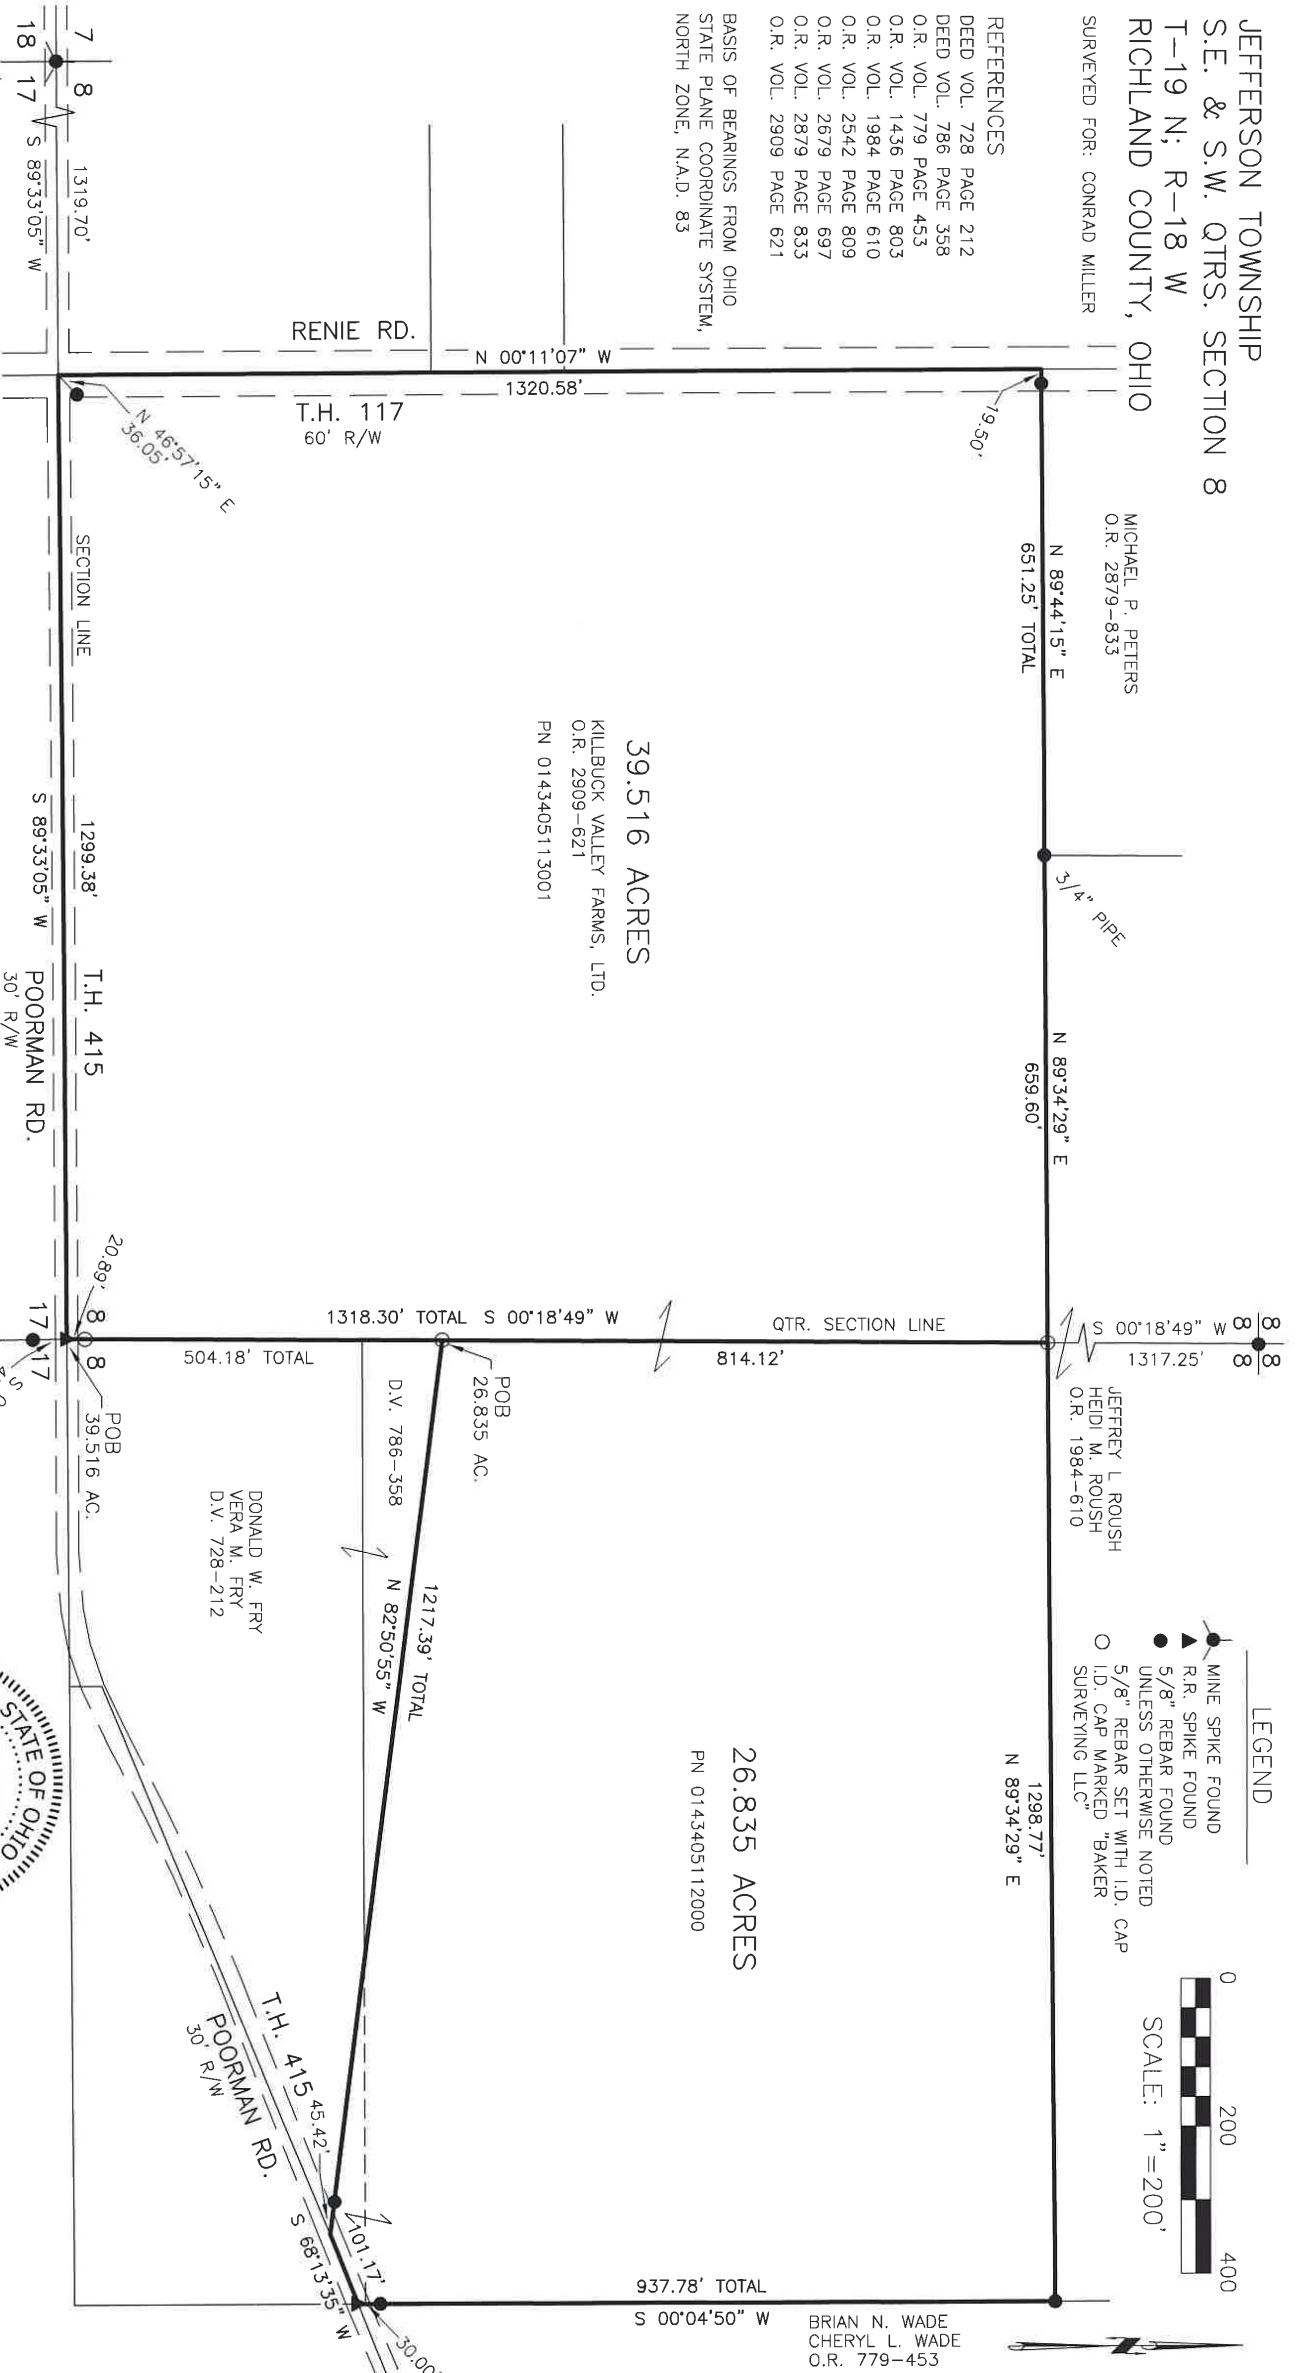 JEFFERSON TOWNSHIP
S.E. & S.W. QTRS. SECTION 8
T-19 N; R-18 W
RICHLAND COUNTY, OHIO
SURVEYED FOR: CONRAD MILLER
REFERENCES
DEED VOL. 728 PAGE 212
DEED VOL. 786 PAGE 358
O.R. VOL. 779 PAGE 453
O.R. VOL. 1436 PAGE 803
O.R. VOL. 1984 PAGE 610
O.R. VOL. 2542 PAGE 809
O.R. VOL. 2679 PAGE 697
O.R. VOL. 2879 PAGE 833
O.R. VOL. 2909 PAGE 621
BASIS OF BEARINGS FROM OHIO
STATE PLANE COORDINATE SYSTEM,
NORTH ZONE, N.A.D. 83
MICHAEL P. PETERS
O.R. 2879-833
N 89°44'15" E
651.25' TOTAL
19.50'
3/4" PIPE
N 89°34'29" E
659.60'
8 8
8 8
S 00°18'49" W
1317.25'
JEFFREY L ROUSH
HEIDI M. ROUSH
O.R. 1984-610
LEGEND
MINE SPIKE FOUND
R.R. SPIKE FOUND
5/8" REBAR FOUND
UNLESS OTHERWISE NOTED
5/8" REBAR SET WITH I.D. CAP
I.D. CAP MARKED "BAKER
SURVEYING LLC"
0 200 400
SCALE: 1"=200'
1298.77'
N 89°34'29" E
RENIE RD.
N 00°11'07" W
1320.58'
T.H. 117
60' R/W
39.516 ACRES
KILLBUCK VALLEY FARMS, LTD.
O.R. 2909-621
PN 0143405113001
QTR. SECTION LINE
814.12'
1318.30' TOTAL S 00°18'49" W
504.18' TOTAL
POB
26.835 AC.
26.835 ACRES
PN 0143405112000
937.78' TOTAL
S 00°04'50" W
BRIAN N. WADE
CHERYL L. WADE
O.R. 779-453
1217.39' TOTAL
N 82°50'55" W
D.V. 786-358
DONALD W. FRY
VERA M. FRY
D.V. 728-212
T.H. 415
POORMAN RD.
30' R/W
45.42'
101.17'
S 68°13'35" W
30.00'
7 8
18 17
1319.70'
S 89°33'05" W
N 46°57'15" E
36.05'
SECTION LINE
1299.38'
S 89°33'05" W
T.H. 415
POORMAN RD.
30' R/W
20.89'
8 8
17 17
POB
39.516 AC.
STATE OF OHIO